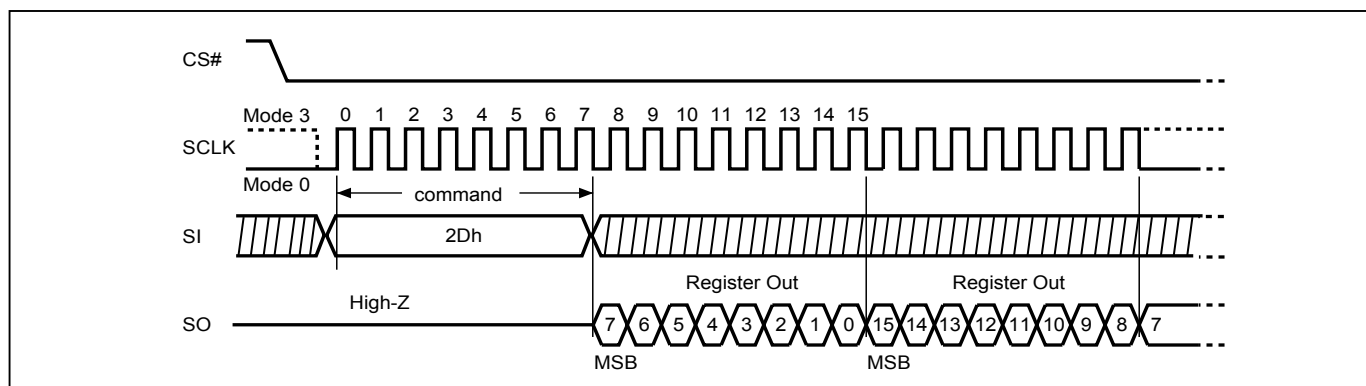 CS#
Mode 3 0 1 2 3 4 5 6 7 8 9 10 11 12 13 14 15
SCLK
Mode 0
command
SI 2Dh
High-Z Register Out Register Out
SO 7 6 5 4 3 2 1 0 15 14 13 12 11 10 9 8 7
MSB MSB